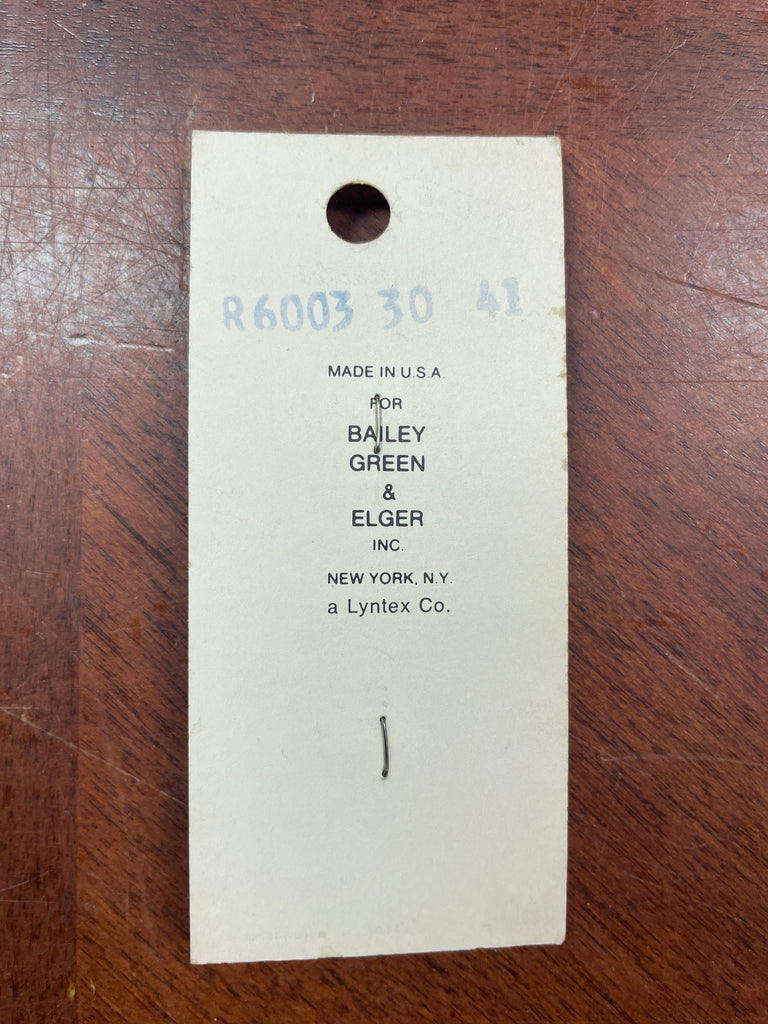 R6003 30 41
MADE IN U.S.A.
FOR
BAILEY
GREEN
&
ELGER
INC.
NEW YORK, N.Y.
a Lyntex Co.